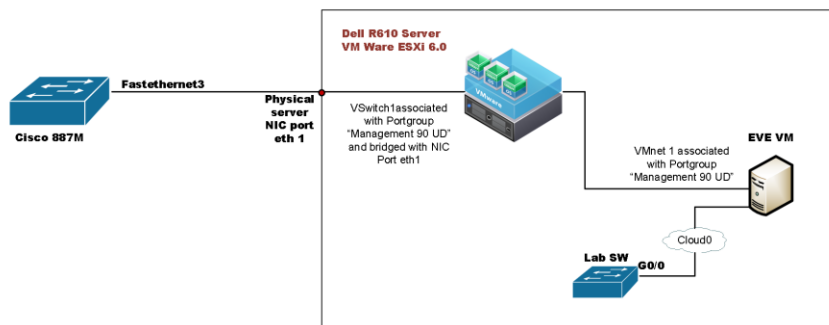 Dell R610 Server
VM Ware ESXi 6.0
Fastethernet3
Cisco 887M
Physical
server
NIC port
eth 1
VSwitch1associated
with Portgroup
“Management 90 UD”
and bridged with NIC
Port eth1
VMware
VMnet 1 associated
with Portgroup
“Management 90 UD”
EVE VM
Cloud0
Lab SW
G0/0